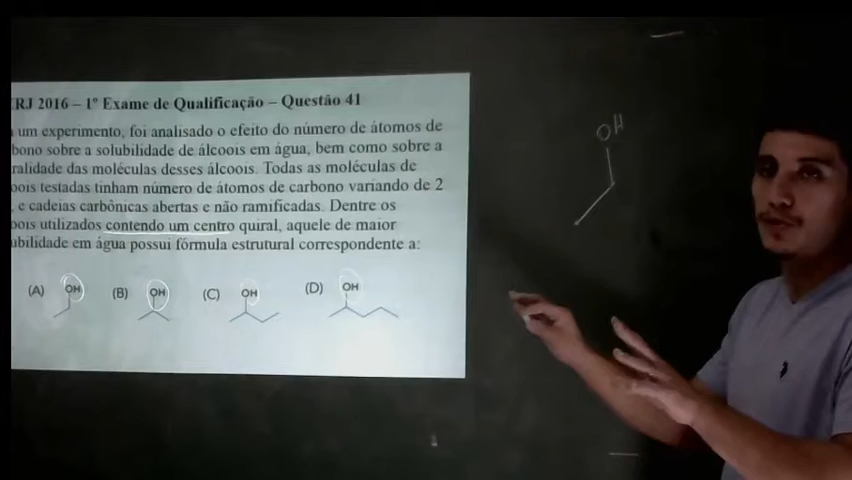 RJ 2016 – 1º Exame de Qualificação – Questão 41
um experimento, foi analisado o efeito do número de átomos de
bono sobre a solubilidade de álcoois em água, bem como sobre a
ralidade das moléculas desses álcoois. Todas as moléculas de
oois testadas tinham número de átomos de carbono variando de 2
, e cadeias carbônicas abertas e não ramificadas. Dentre os
oois utilizados contendo um centro quiral, aquele de maior
ubilidade em água possui fórmula estrutural correspondente a:
(A) OH (B) OH (C) OH (D) OH
OH